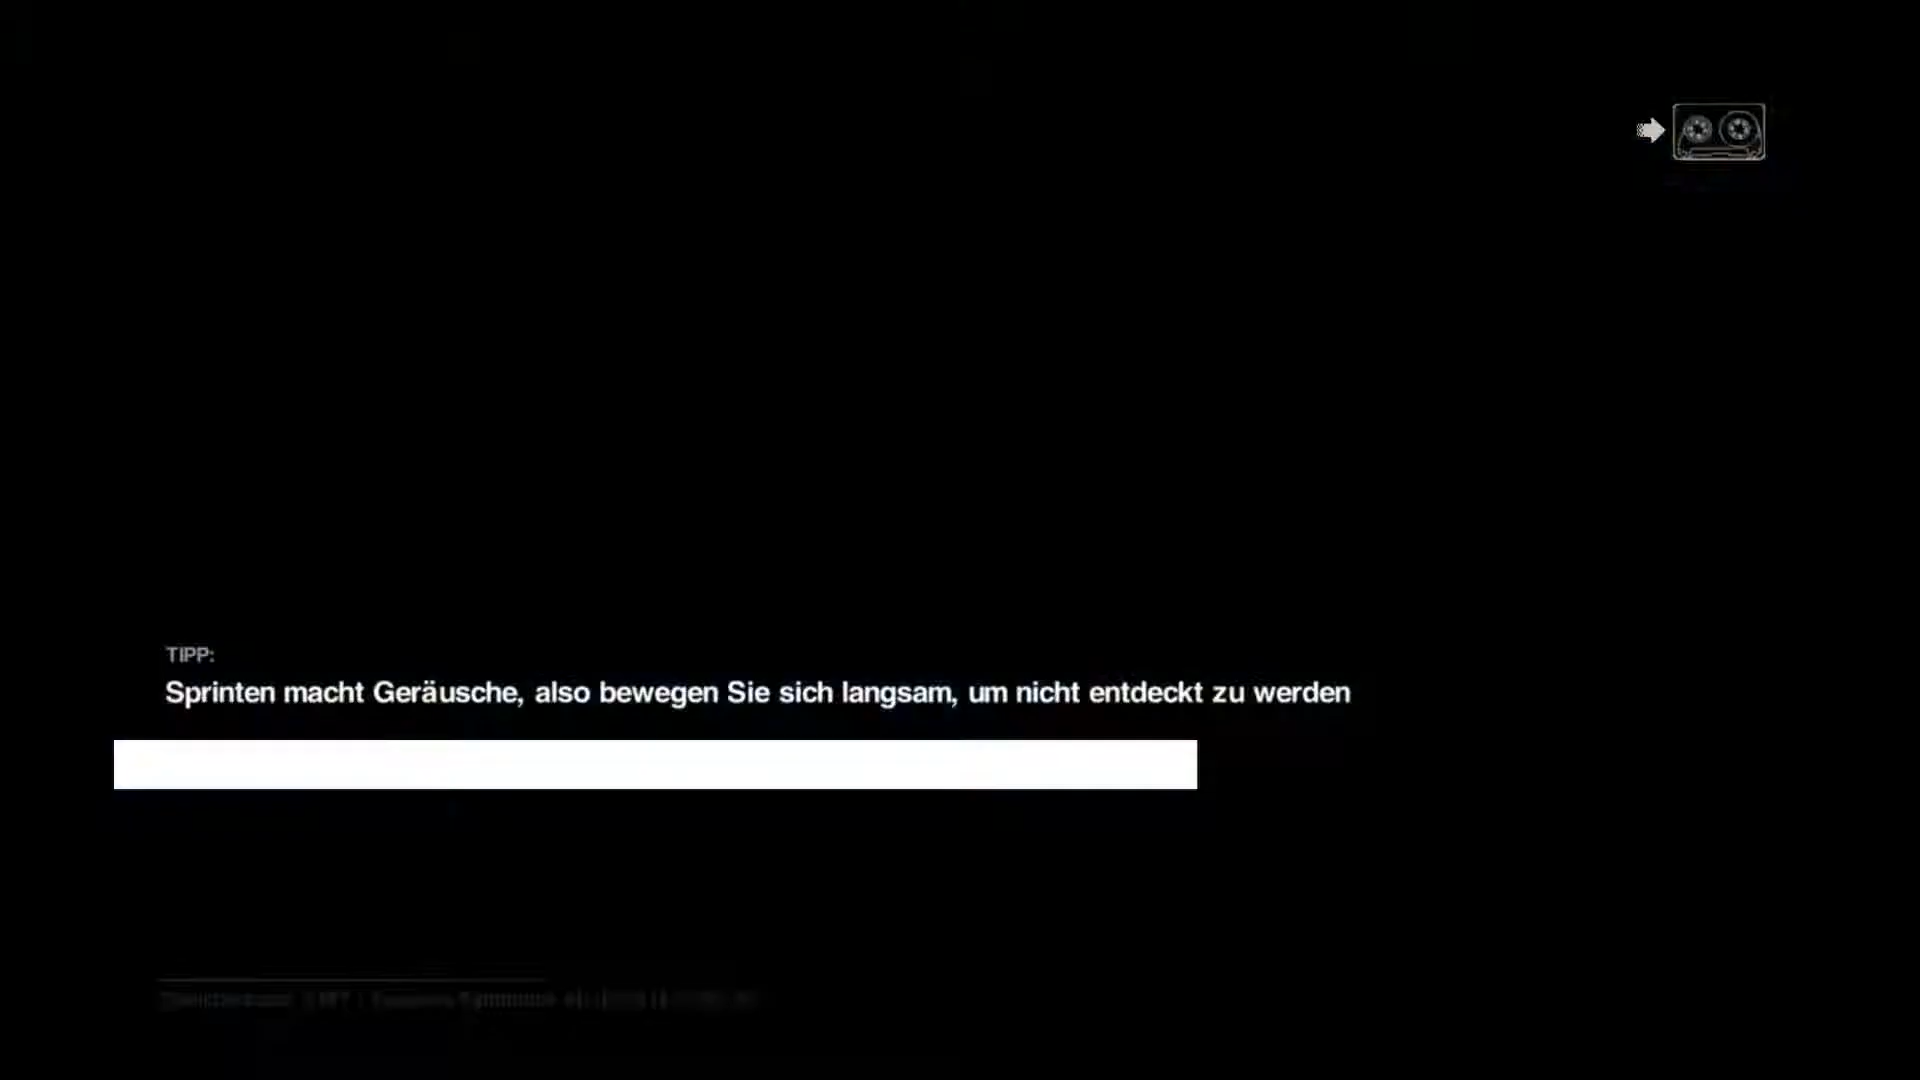 TIPP:
Sprinten macht Geräusche, also bewegen Sie sich langsam, um nicht entdeckt zu werden